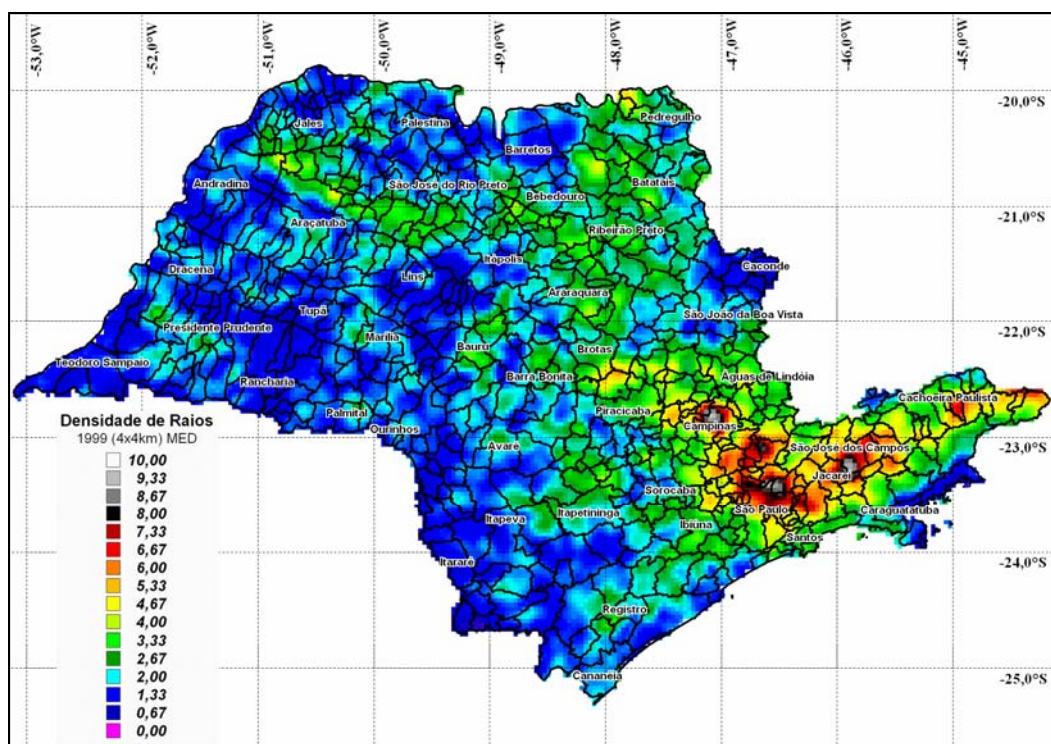 -53,0°W
-52,0°W
-51,0°W
-50,0°W
-49,0°W
-48,0°W
-47,0°W
-46,0°W
-45,0°W
-20,0°S
Pedregulho
Jales
Palestina
Barretos
Andradina
São José do Rio Preto
Batatais
Bebedouro
-21,0°S
Araçatuba
Ribeirão Preto
Itápolis
Dracena
Lins
Caconde
Araraquara
Tupã
São João da Boa Vista
-22,0°S
Presidente Prudente
Marília
Bauru
Brotas
Teodoro Sampaio
Rancharia
Barra Bonita
Águas de Lindóia
Cachoeira Paulista
Palmital
Piracicaba
Campinas
Ourinhos
Avaré
São José dos Campos
-23,0°S
Jacareí
Sorocaba
São Paulo
Caraguatatuba
Itapeva
Itapetininga
Ibiuna
Santos
Itararé
-24,0°S
Registro
Cananéia
-25,0°S
Densidade de Raios
1999 (4x4km) MED
10,00
9,33
8,67
8,00
7,33
6,67
6,00
5,33
4,67
4,00
3,33
2,67
2,00
1,33
0,67
0,00